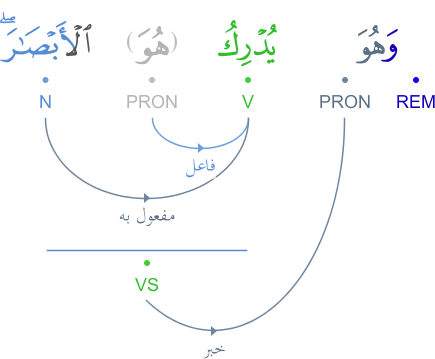 وَهُوَ يُدْرِكُ (هُوَ) ٱلْأَبْصَٰرَ ۖ
REM PRON V PRON N
فاعل
مفعول به
VS
خبر